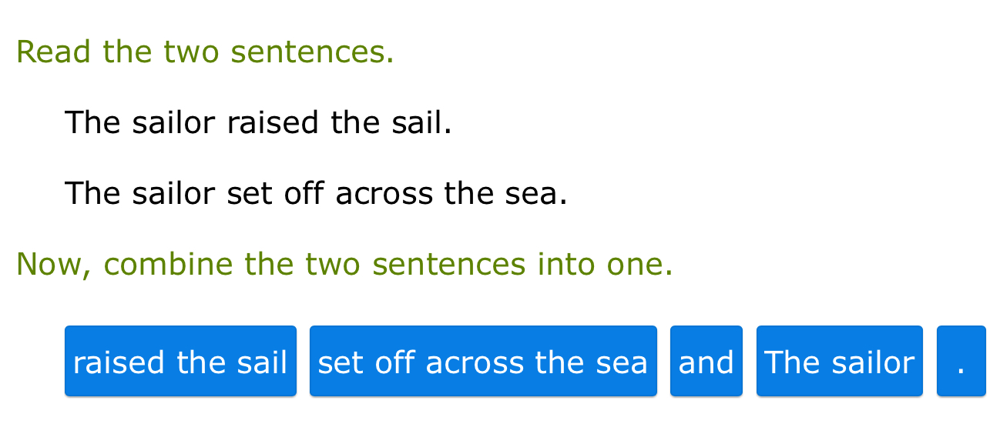 Read the two sentences.
The sailor raised the sail.
The sailor set off across the sea.
Now, combine the two sentences into one.
raised the sail set off across the sea and The sailor .